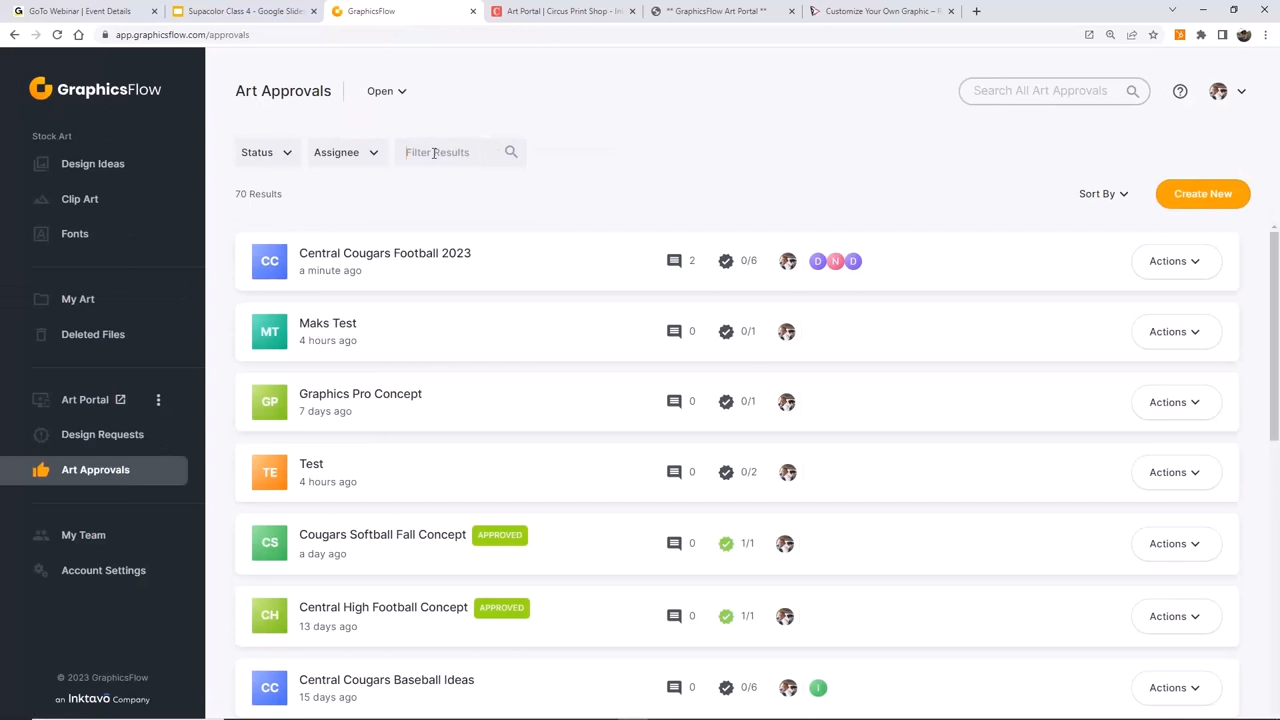 GoTo Webinar - Event Details
Supacolor Class 4 - Google Slides
GraphicsFlow
Art Portal | Circus Print Shop
** GraphicsFlow Art Portal
Customize Your Own Graphic
app.graphicsflow.com/approvals
GraphicsFlow
Stock Art
Design Ideas
Clip Art
Fonts
My Art
Deleted Files
Art Portal
Design Requests
Art Approvals
My Team
Account Settings
© 2023 GraphicsFlow
an Inktavo Company
Art Approvals
Open
Search All Art Approvals
Status
Assignee
Filter Results
70 Results
Sort By
Create New
CC
Central Cougars Football 2023
a minute ago
2
0/6
D
N
D
Actions
MT
Maks Test
4 hours ago
0
0/1
Actions
GP
Graphics Pro Concept
7 days ago
0
0/1
Actions
TE
Test
4 hours ago
0
0/2
Actions
CS
Cougars Softball Fall Concept
APPROVED
a day ago
0
1/1
Actions
CH
Central High Football Concept
APPROVED
13 days ago
0
1/1
Actions
CC
Central Cougars Baseball Ideas
15 days ago
0
0/6
I
Actions